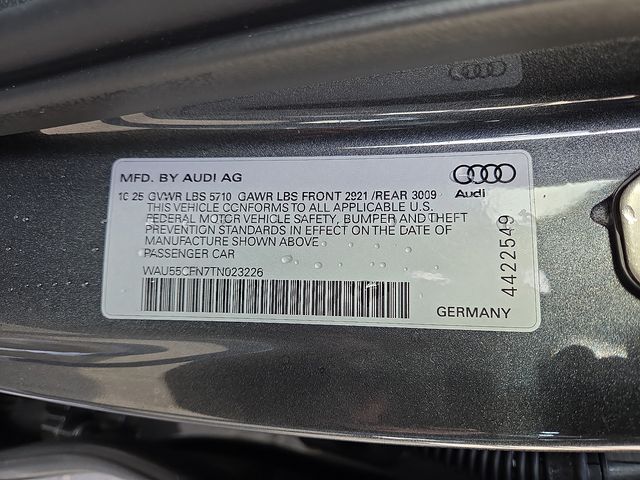 MFD. BY AUDI AG
Audi
10 25 GVWR LBS 5710 GAWR LBS FRONT 2921 /REAR 3009
THIS VEHICLE CONFORMS TO ALL APPLICABLE U.S.
FEDERAL MOTOR VEHICLE SAFETY, BUMPER AND THEFT
PREVENTION STANDARDS IN EFFECT ON THE DATE OF
MANUFACTURE SHOWN ABOVE
PASSENGER CAR
WAU55CFN7TN023226
GERMANY
4422549